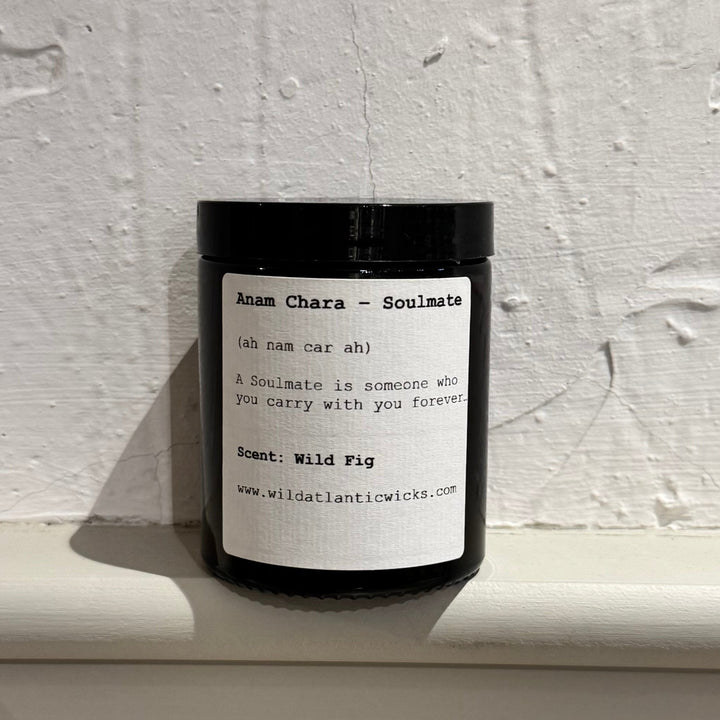 Anam Chara – Soulmate
(ah nam car ah)
A Soulmate is someone who
you carry with you forever…
Scent: Wild Fig
www.wildatlanticwicks.com